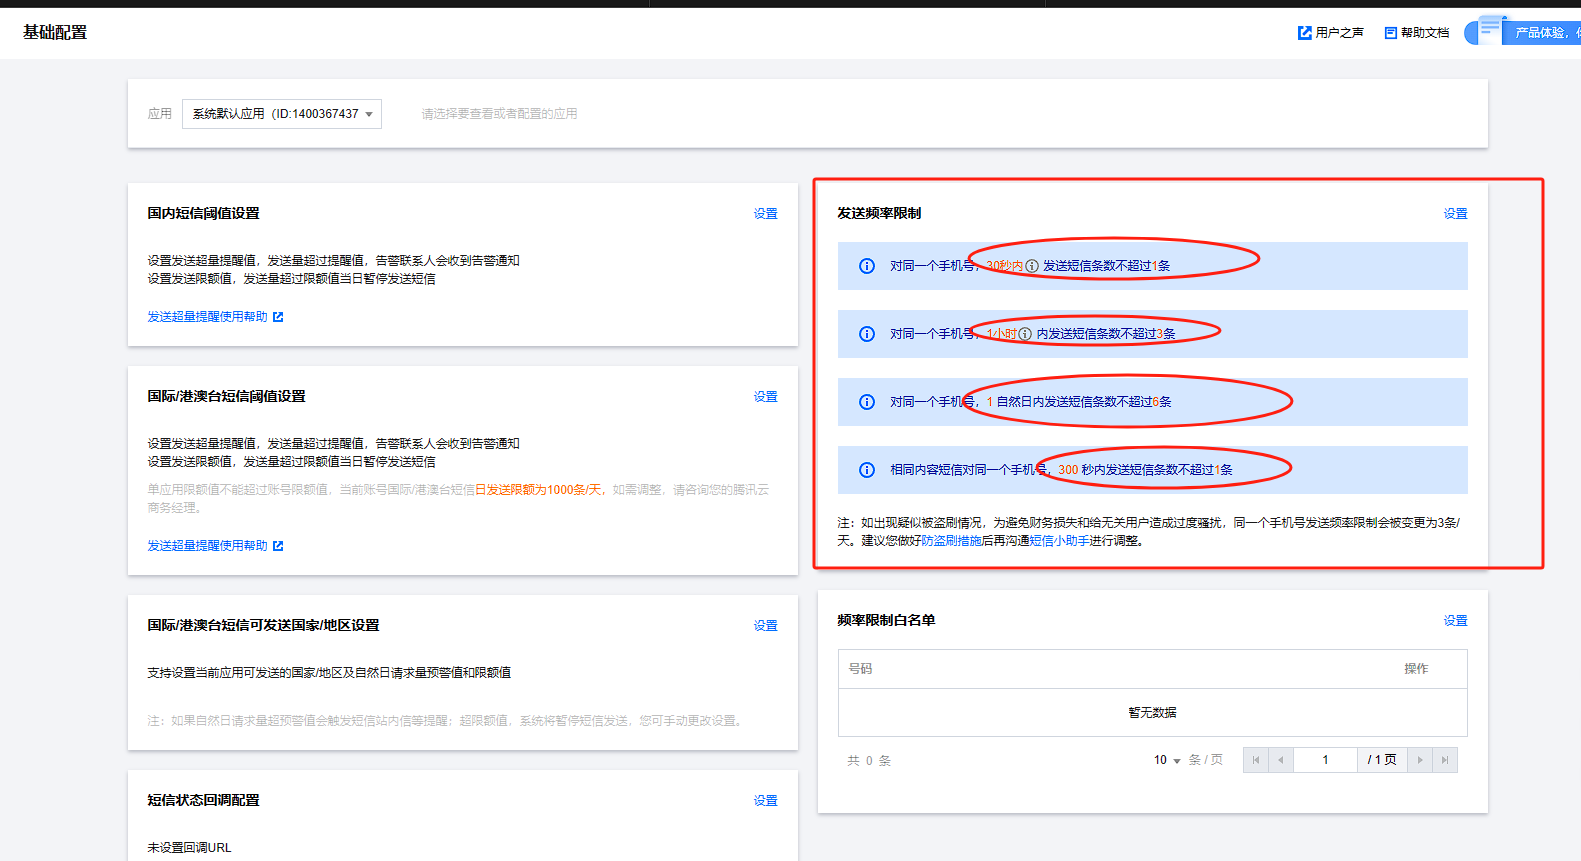 基础配置
用户之声
帮助文档
产品体验，
应用
系统默认应用（ID:1400367437
请选择要查看或者配置的应用
国内短信阈值设置
设置
设置发送超量提醒值，发送量超过提醒值，告警联系人会收到告警通知
设置发送限额值，发送量超过限额值当日暂停发送短信
发送超量提醒使用帮助
国际/港澳台短信阈值设置
设置
设置发送超量提醒值，发送量超过提醒值，告警联系人会收到告警通知
设置发送限额值，发送量超过限额值当日暂停发送短信
单应用限额值不能超过账号限额值，当前账号国际/港澳台短信日发送限额为1000条/天，如需调整，请咨询您的腾讯云
商务经理。
发送超量提醒使用帮助
国际/港澳台短信可发送国家/地区设置
设置
支持设置当前应用可发送的国家/地区及自然日请求量预警值和限额值
注：如果自然日请求量超预警值会触发短信站内信等提醒；超限额值，系统将暂停短信发送，您可手动更改设置。
短信状态回调配置
设置
未设置回调URL
发送频率限制
设置
对同一个手机号，30秒内 发送短信条数不超过1条
对同一个手机号，1小时 内发送短信条数不超过3条
对同一个手机号，1 自然日内发送短信条数不超过6条
相同内容短信对同一个手机号，300 秒内发送短信条数不超过1条
注：如出现疑似被盗刷情况，为避免财务损失和给无关用户造成过度骚扰，同一个手机号发送频率限制会被变更为3条/
天。建议您做好防盗刷措施后再沟通短信小助手进行调整。
频率限制白名单
设置
号码
操作
暂无数据
共 0 条
10 条 / 页
1
/ 1 页